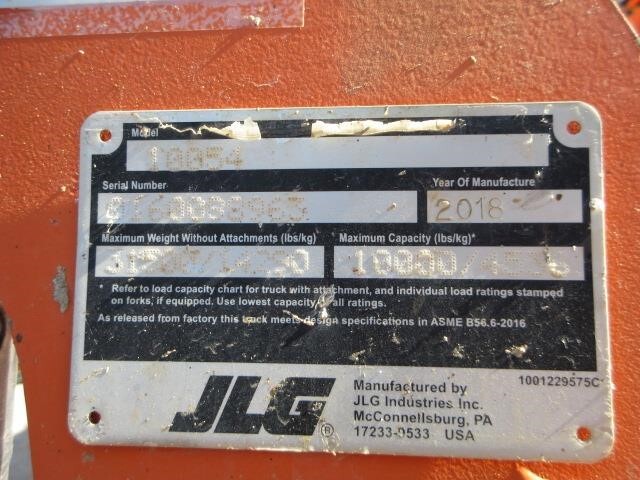 Model
10054
Serial Number
Year Of Manufacture
0160038963
2018
Maximum Weight Without Attachments (lbs/kg)
Maximum Capacity (lbs/kg)*
10000/4536
* Refer to load capacity chart for truck with attachment, and individual load ratings stamped
on forks, if equipped. Use lowest capacity all ratings.
As released from factory this truck meets design specifications in ASME B56.6-2016
JLG®
Manufactured by
JLG Industries Inc.
McConnellsburg, PA
17233-0533 USA
1001229575C